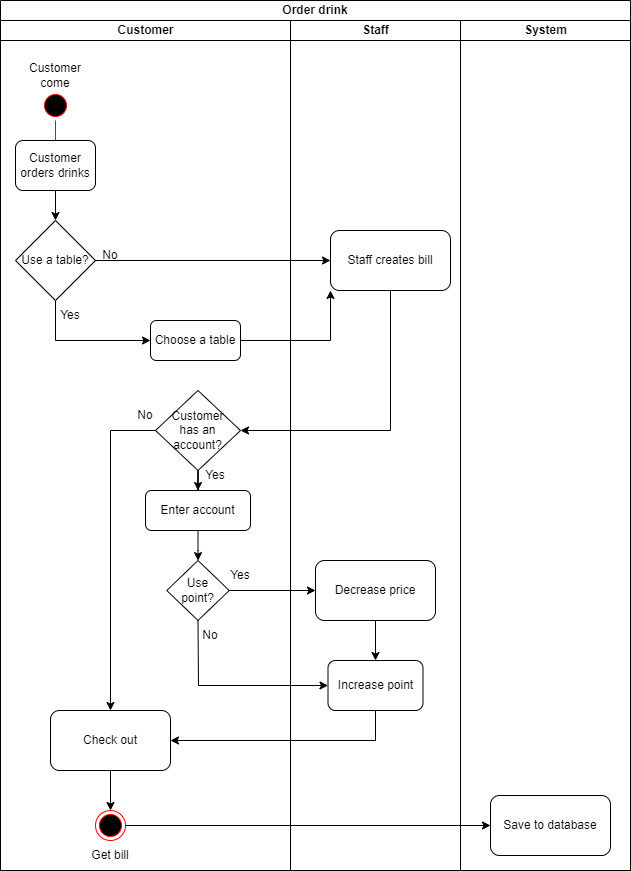 Order drink
Customer
Staff
System
Customer
come
Customer
orders drinks
Use a table?
No
Staff creates bill
Yes
Choose a table
No
Customer
has an
account?
Yes
Enter account
Use
point?
Yes
Decrease price
No
Increase point
Check out
Save to database
Get bill